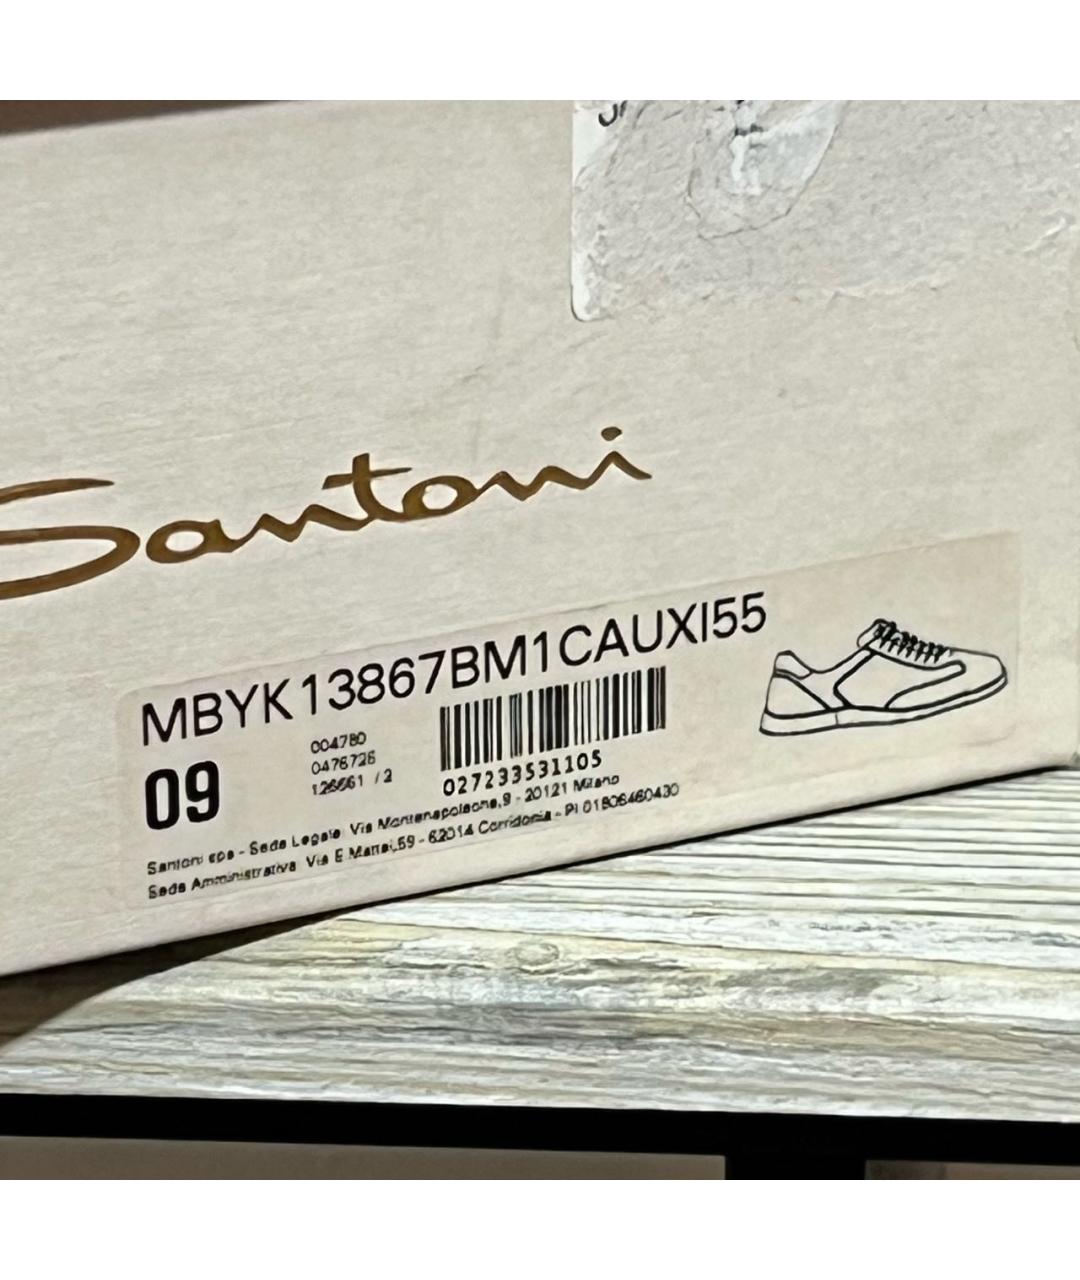 Santoni
MBYK13867BM1CAUXI55
09
004780
0476726
126661 /2
027233531105
Santoni spa - Sede Legale Via Montenapoleone,9 - 20121 Milano
Sede Amministrativa Via E Mattei,59 - 62014 Corridonia - PI 01806460430